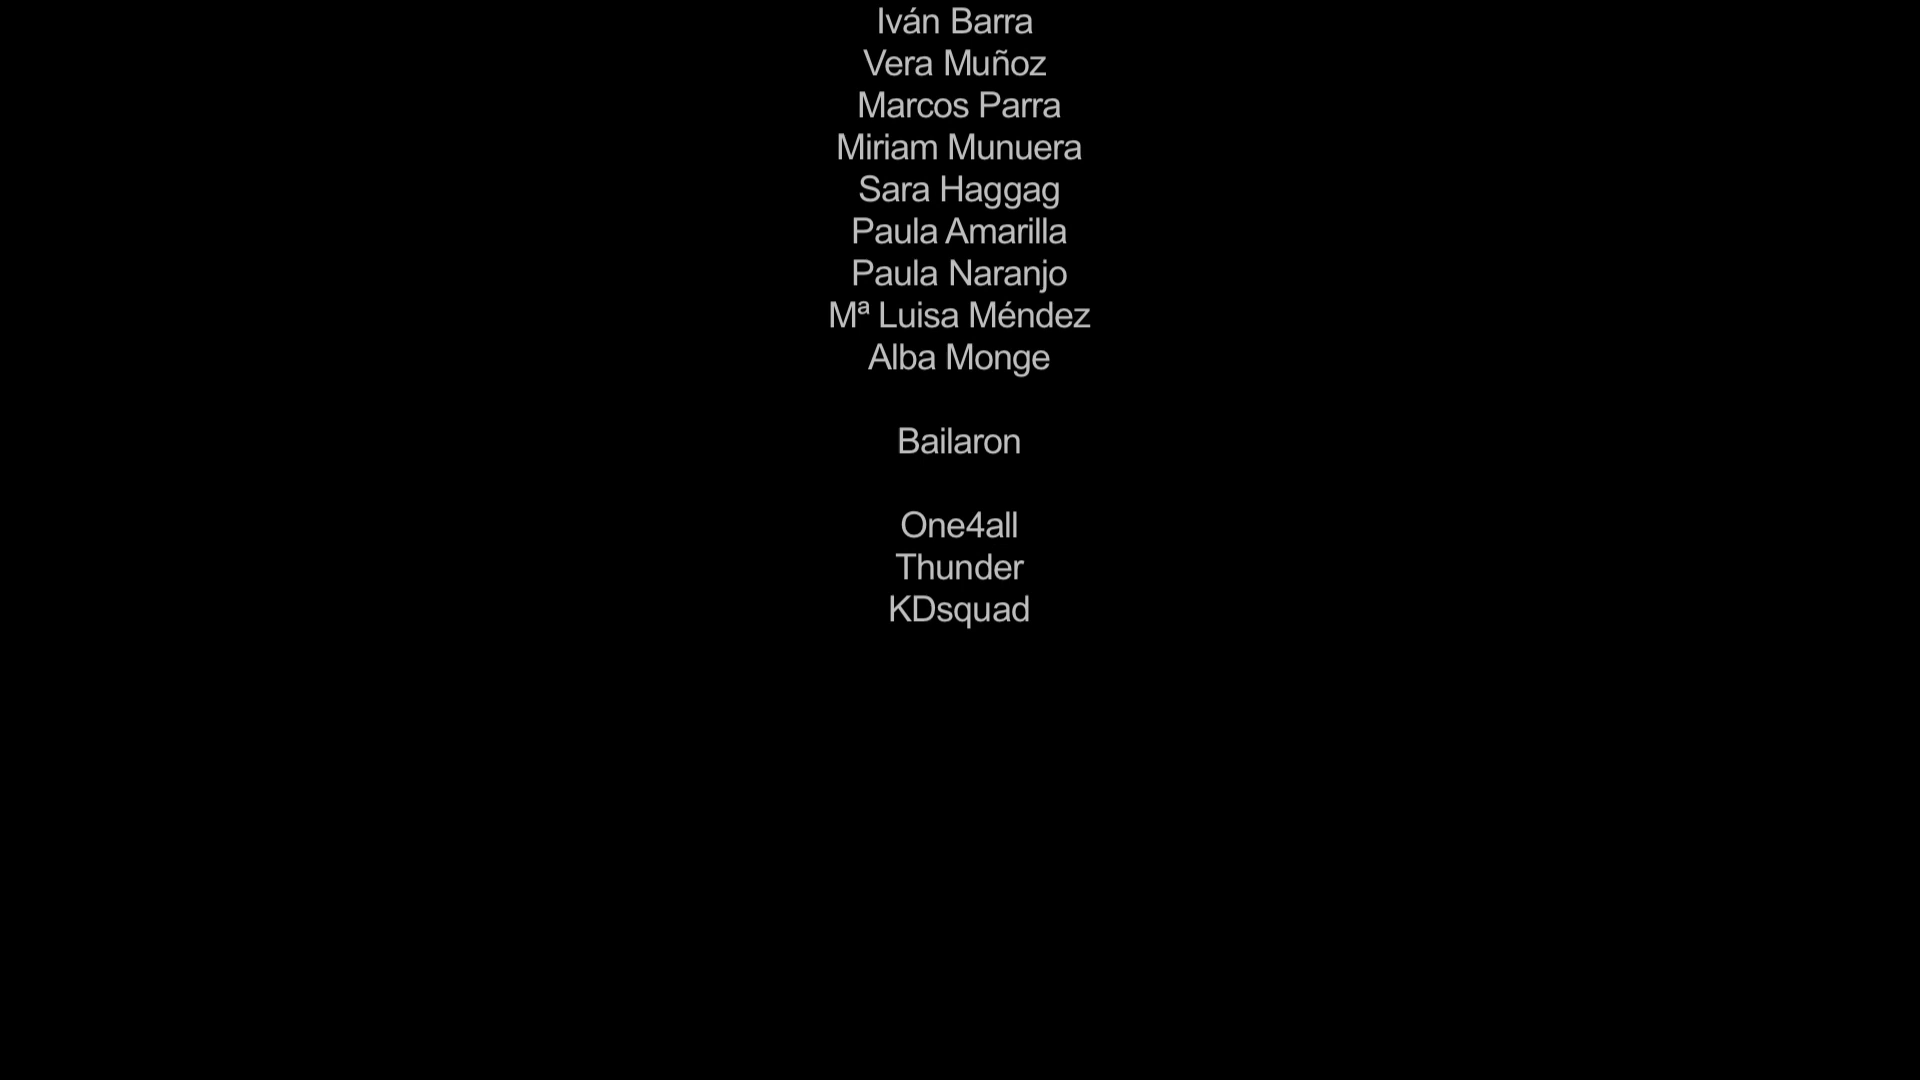 Iván Barra
Vera Muñoz
Marcos Parra
Miriam Munuera
Sara Haggag
Paula Amarilla
Paula Naranjo
Mª Luisa Méndez
Alba Monge
Bailaron
One4all
Thunder
KDsquad